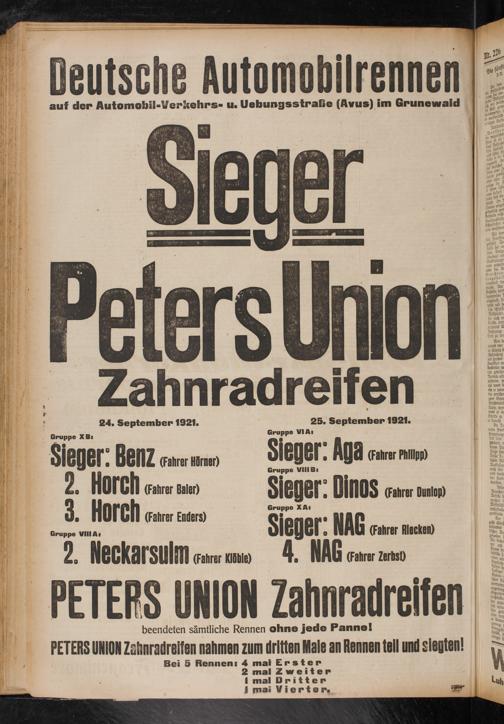 Deutsche Automobilrennen
auf der Automobil-Verkehrs- u. Uebungsstraße (Avus) im Grunewald
Sieger
Peters Union
Zahnradreifen
24. September 1921.
Gruppe X B:
Sieger: Benz (Fahrer Hörner)
2. Horch (Fahrer Baier)
3. Horch (Fahrer Enders)
Gruppe VIII A:
2. Neckarsulm (Fahrer Klöble)
25. September 1921.
Gruppe VI A:
Sieger: Aga (Fahrer Philipp)
Gruppe VIII B:
Sieger: Dinos (Fahrer Dunlop)
Gruppe X A:
Sieger: NAG (Fahrer Riecken)
4. NAG (Fahrer Zerbst)
PETERS UNION Zahnradreifen
beendeten sämtliche Rennen ohne jede Panne!
PETERS UNION Zahnradreifen nahmen zum dritten Male an Rennen teil und siegten!
Bei 5 Rennen: 4 mal Erster
2 mal Zweiter
1 mal Dritter
1 mal Vierter.
Nr. 226